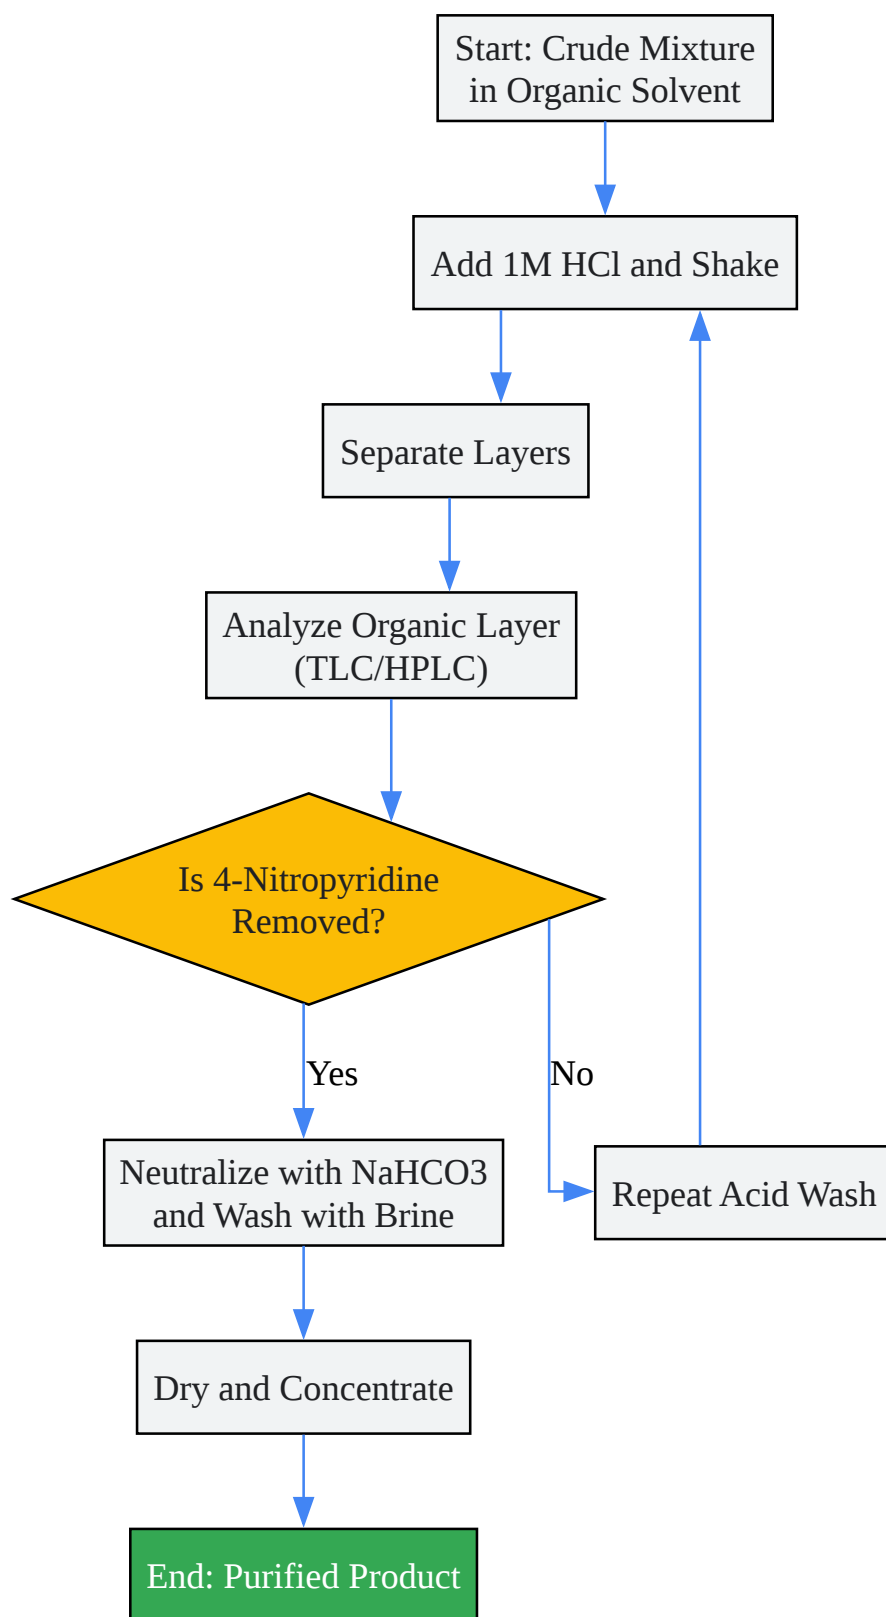 Start: Crude Mixture
in Organic Solvent
Add 1M HCl and Shake
Separate Layers
Analyze Organic Layer
(TLC/HPLC)
Is 4-Nitropyridine
Removed?
Yes
No
Neutralize with NaHCO3
and Wash with Brine
Repeat Acid Wash
Dry and Concentrate
End: Purified Product